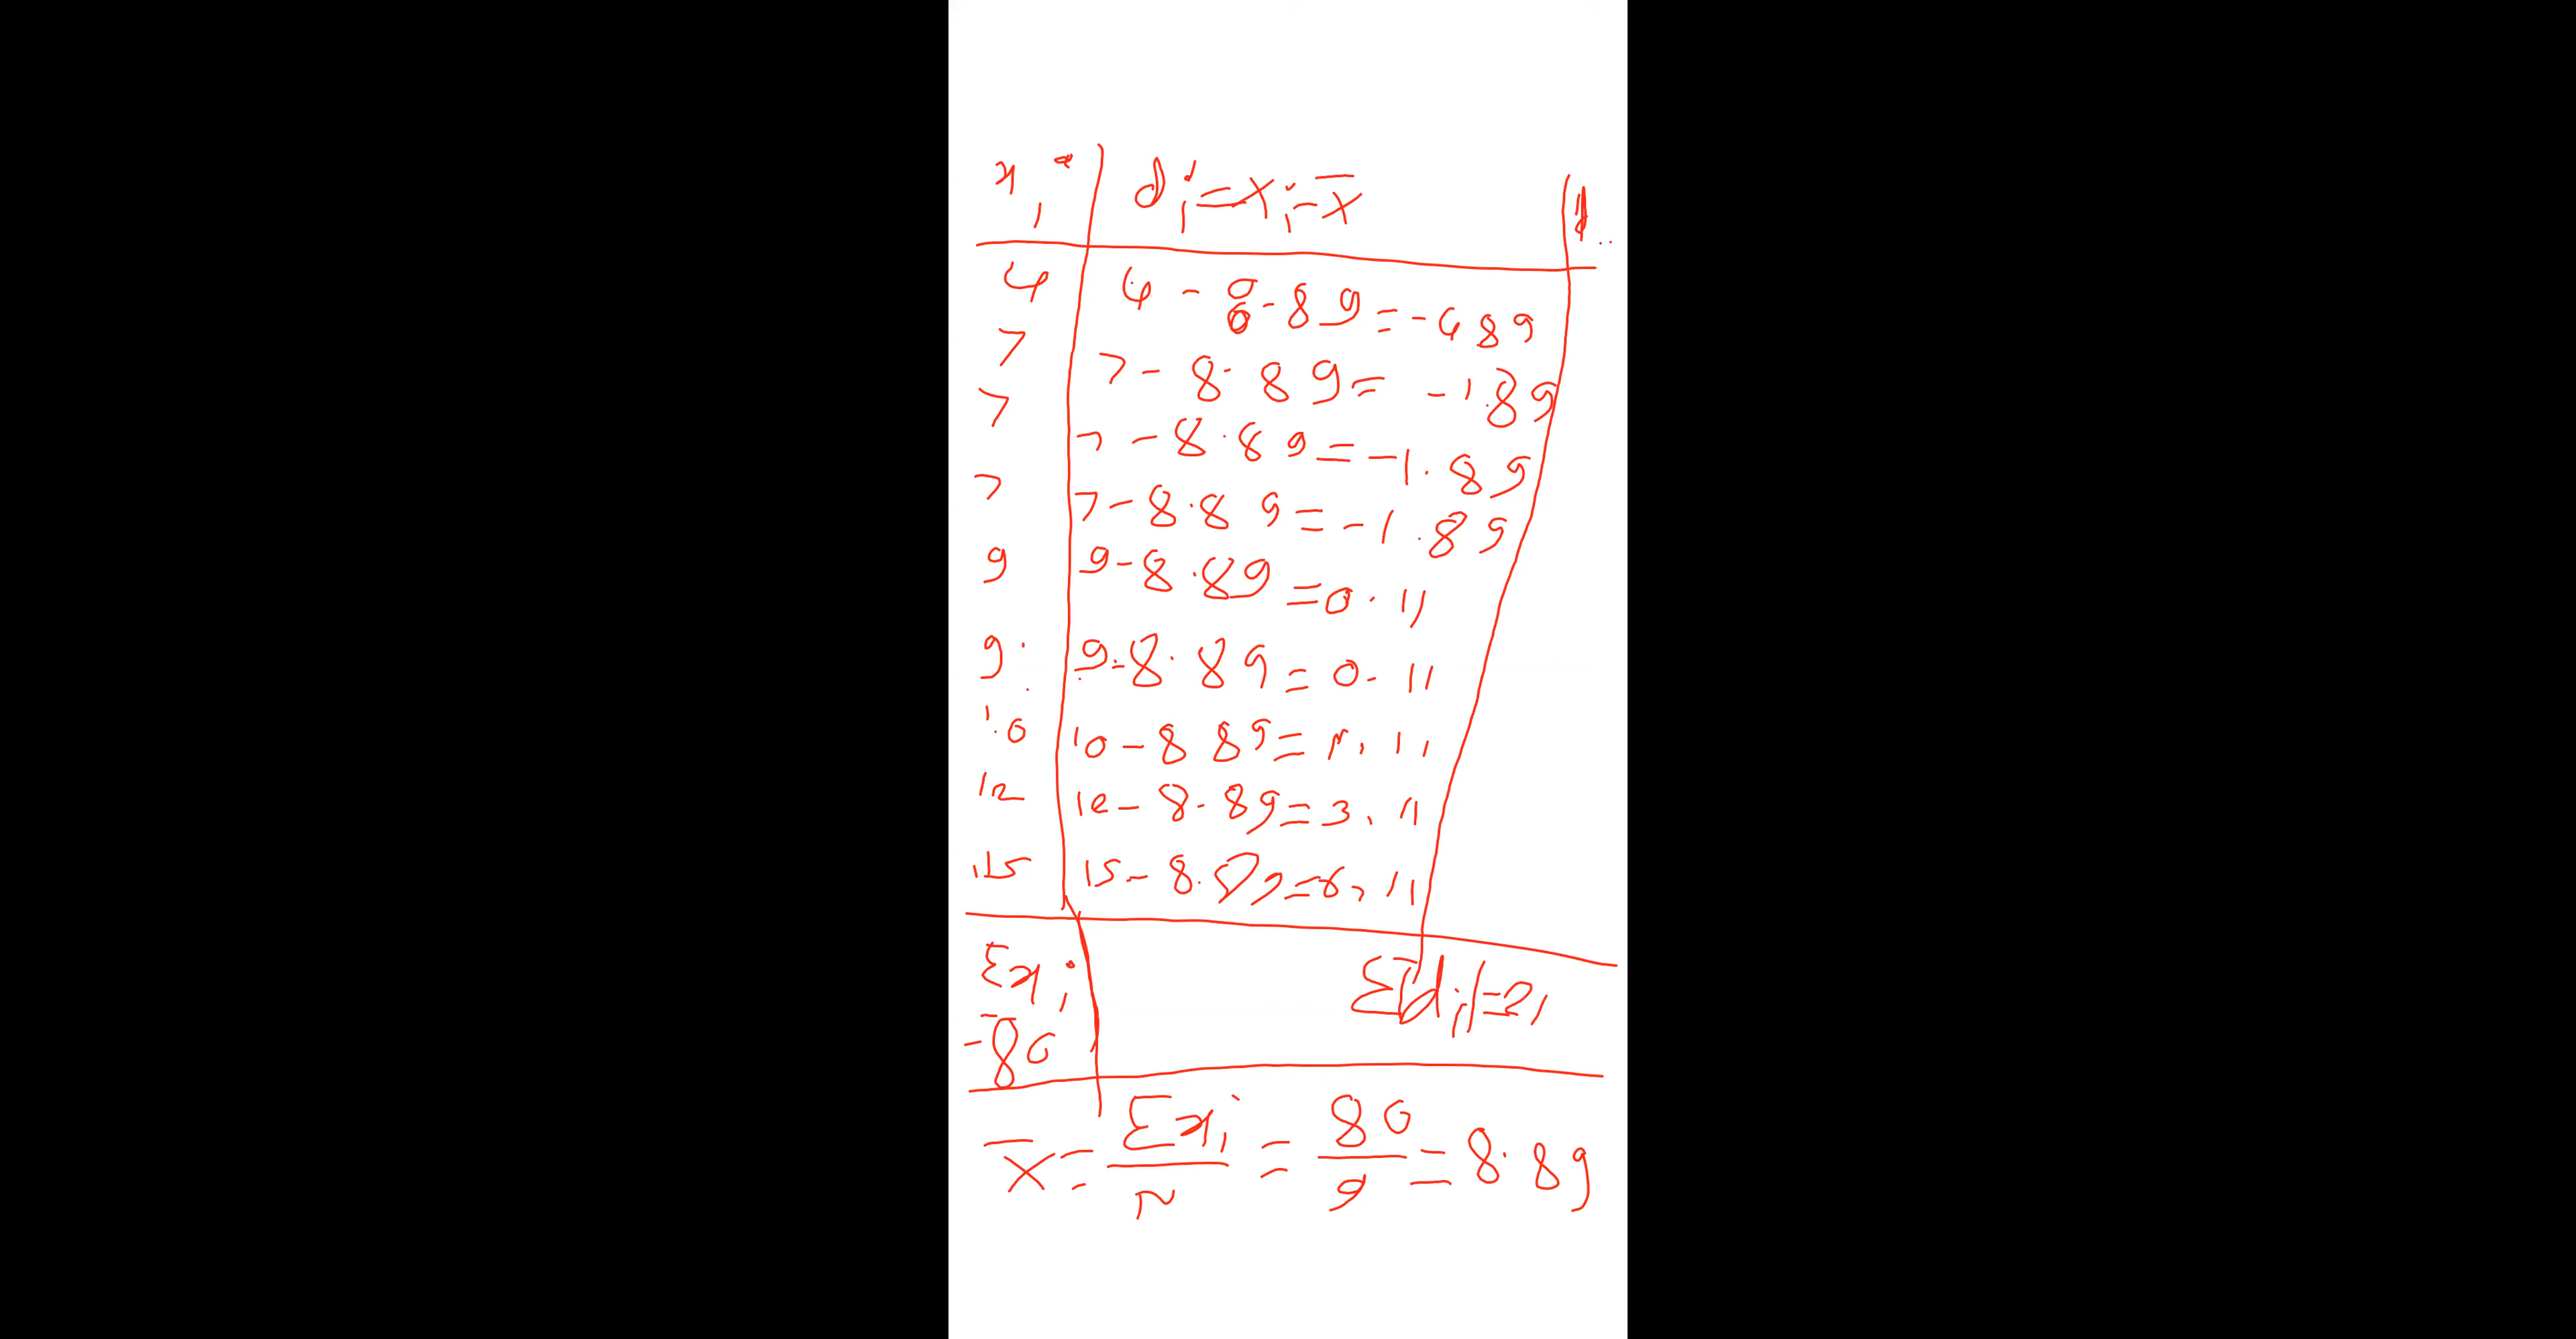 xᵢ dᵢ = xᵢ - x̄
4 4 - 8.89 = -4.89
7 7 - 8.89 = -1.89
7 7 - 8.89 = -1.89
7 7 - 8.89 = -1.89
9 9 - 8.89 = 0.11
9 9 - 8.89 = 0.11
10 10 - 8.89 = 1.11
12 12 - 8.89 = 3.11
15 15 - 8.89 = 6.11
Σxᵢ Σ|dᵢ| = 21
= 80
x̄ = Σxᵢ / n = 80 / 9 = 8.89